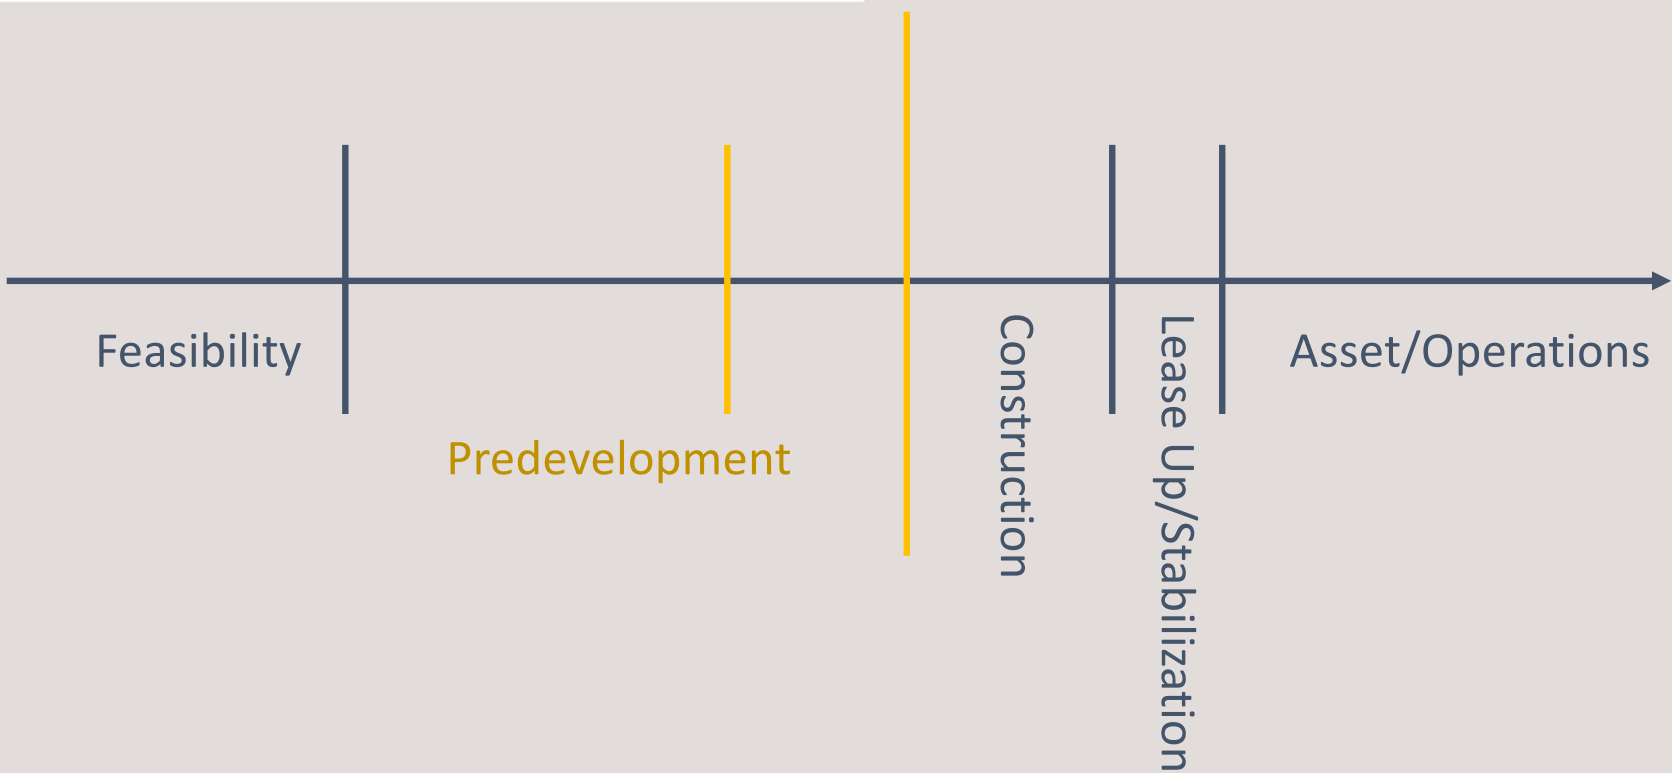 Feasibility
Predevelopment
Construction
Lease Up/Stabilization
Asset/Operations